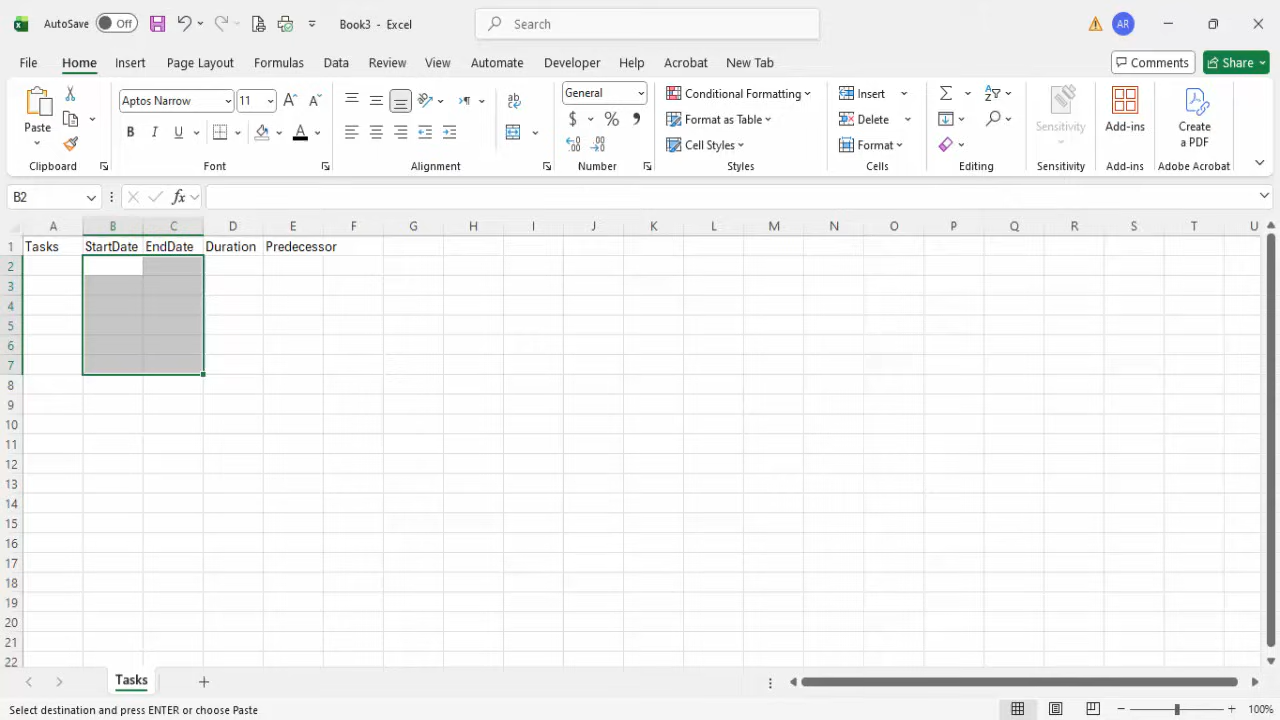 AutoSave Off Book3 - Excel Search AR
File Home Insert Page Layout Formulas Data Review View Automate Developer Help Acrobat New Tab Comments Share
Paste Aptos Narrow 11 A A ab General Conditional Formatting Insert Σ Sensitivity Add-ins Create a PDF
B I U A $ % , Format as Table Delete
Cell Styles Format
Clipboard Font Alignment Number Styles Cells Editing Sensitivity Add-ins Adobe Acrobat
B2 fx
A B C D E F G H I J K L M N O P Q R S T U
1 Tasks StartDate EndDate Duration Predecessor
2
3
4
5
6
7
8
9
10
11
12
13
14
15
16
17
18
19
20
21
22
Tasks
Select destination and press ENTER or choose Paste 100%